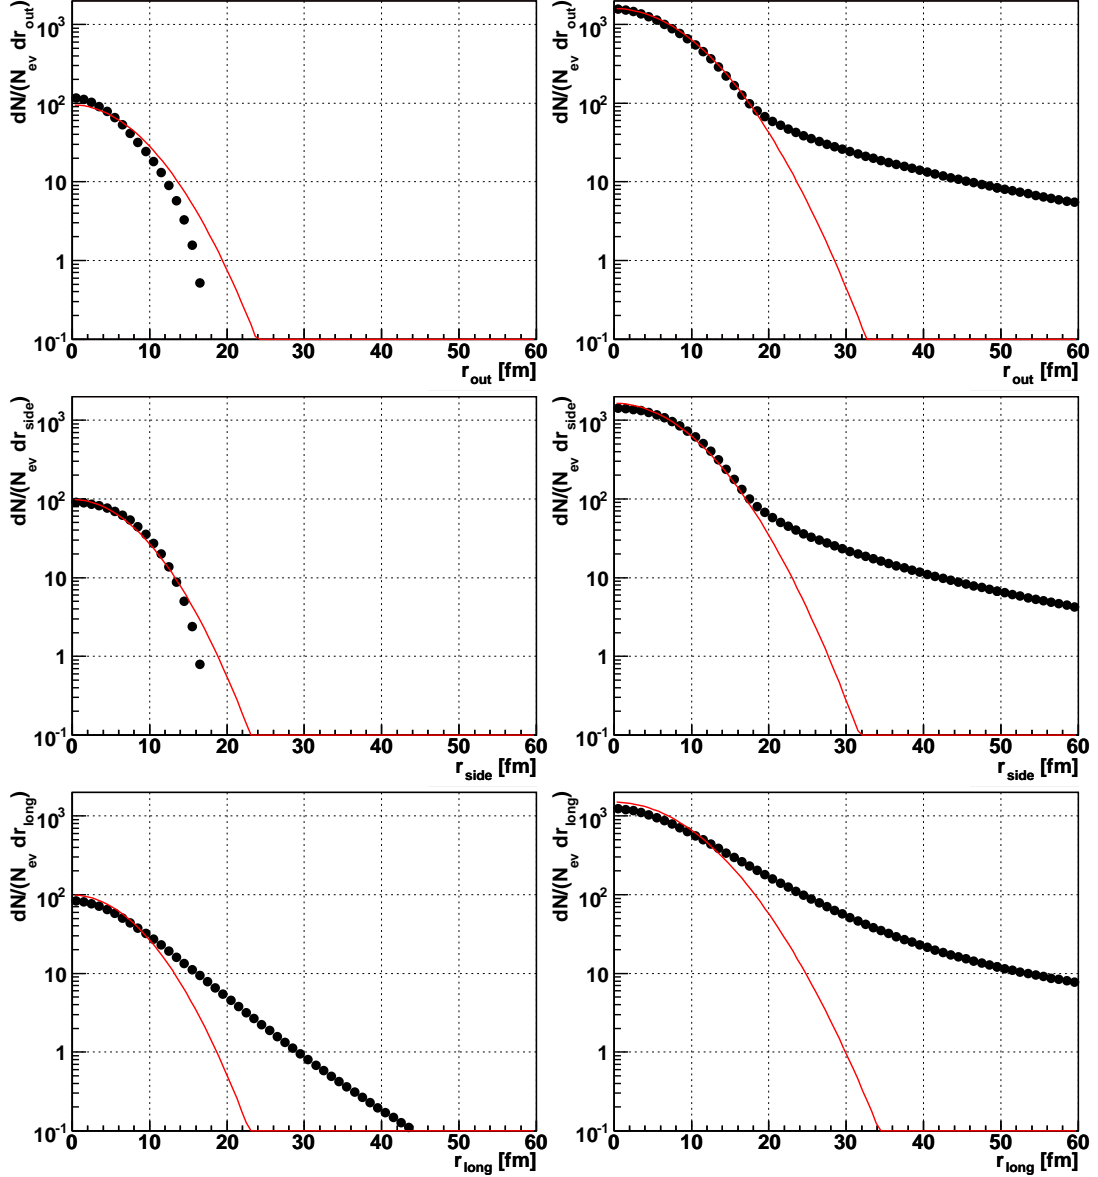 dN/(N_ev dr_out)
10^3
10^2
10
1
10^-1
0 10 20 30 40 50 60
r_out [fm]
dN/(N_ev dr_out)
10^3
10^2
10
1
10^-1
0 10 20 30 40 50 60
r_out [fm]
dN/(N_ev dr_side)
10^3
10^2
10
1
10^-1
0 10 20 30 40 50 60
r_side [fm]
dN/(N_ev dr_side)
10^3
10^2
10
1
10^-1
0 10 20 30 40 50 60
r_side [fm]
dN/(N_ev dr_long)
10^3
10^2
10
1
10^-1
0 10 20 30 40 50 60
r_long [fm]
dN/(N_ev dr_long)
10^3
10^2
10
1
10^-1
0 10 20 30 40 50 60
r_long [fm]